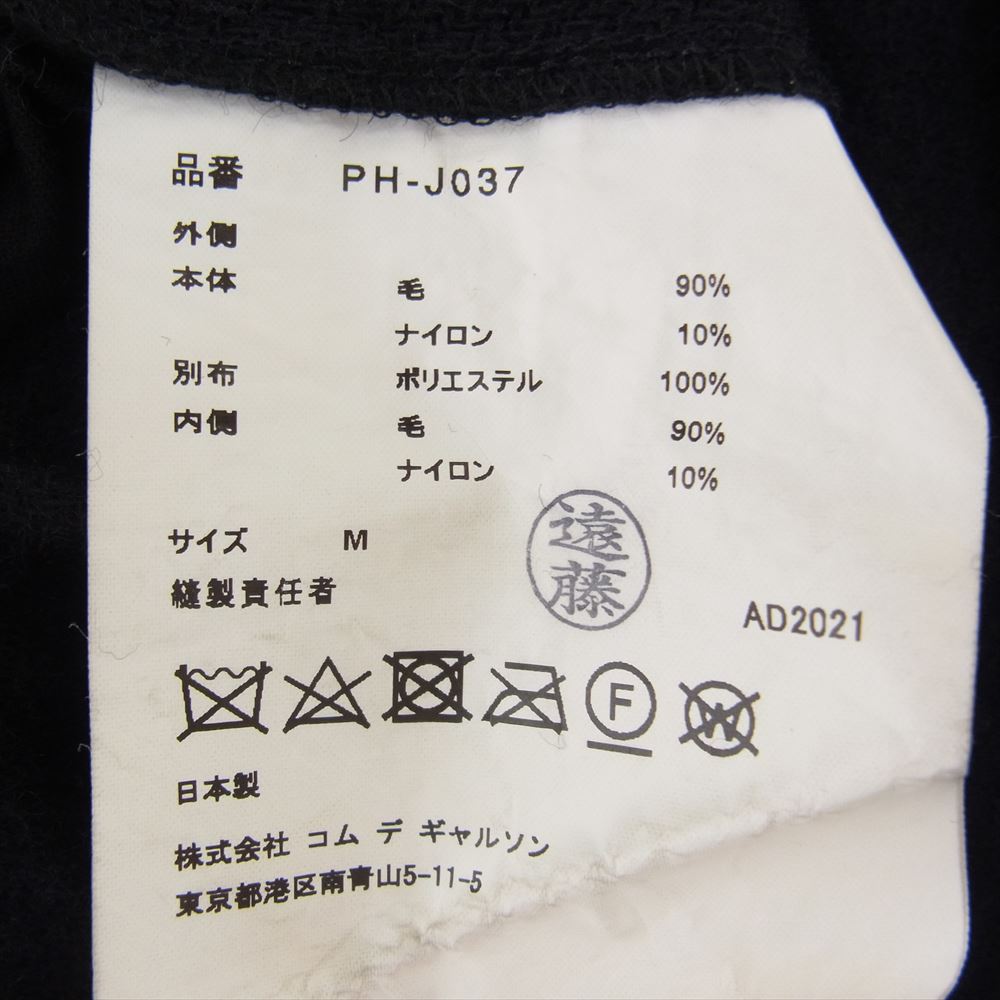 品番 PH-J037
外側
本体 毛 90%
ナイロン 10%
別布 ポリエステル 100%
内側 毛 90%
ナイロン 10%
サイズ M
縫製責任者
遠藤
AD2021
F W
日本製
株式会社 コム デ ギャルソン
東京都港区南青山5-11-5